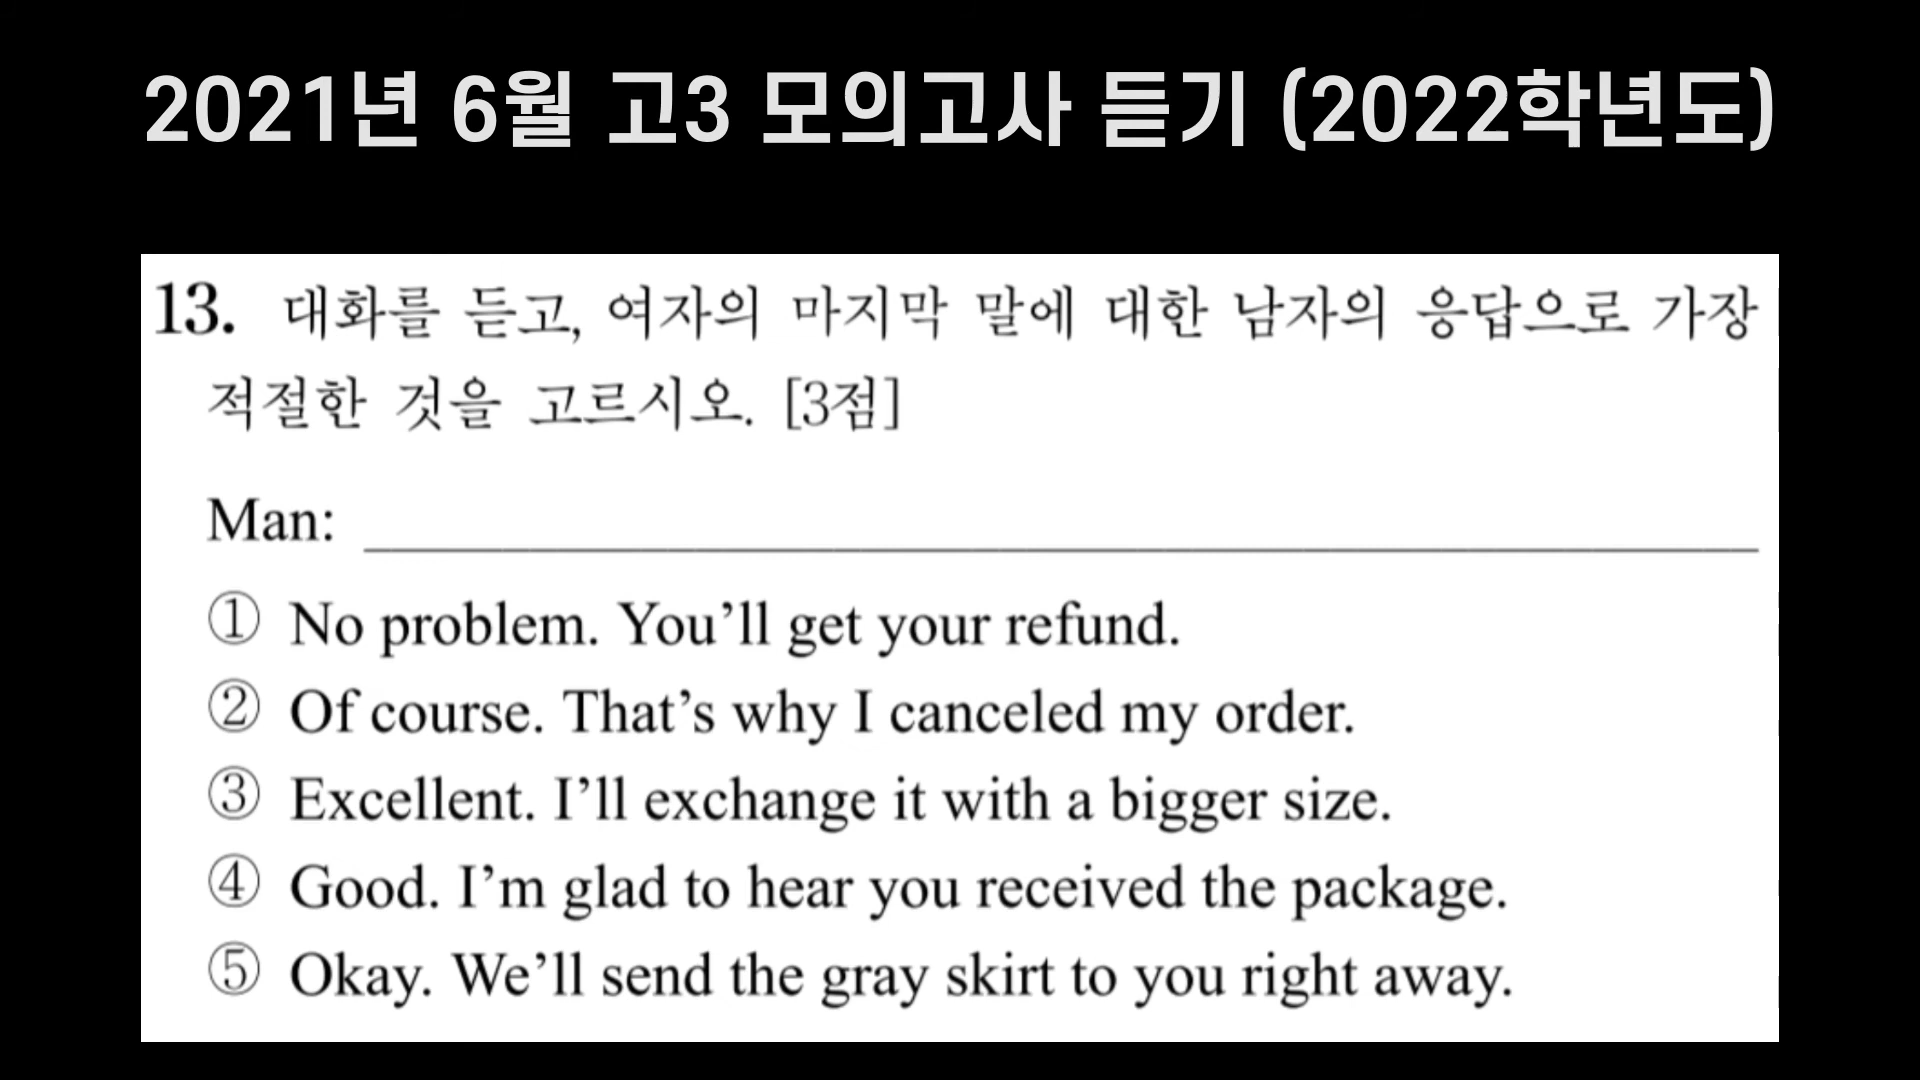 2021년 6월 고3 모의고사 듣기 (2022학년도)
13. 대화를 듣고, 여자의 마지막 말에 대한 남자의 응답으로 가장
적절한 것을 고르시오. [3점]
Man: ______________________________
① No problem. You’ll get your refund.
② Of course. That’s why I canceled my order.
③ Excellent. I’ll exchange it with a bigger size.
④ Good. I’m glad to hear you received the package.
⑤ Okay. We’ll send the gray skirt to you right away.